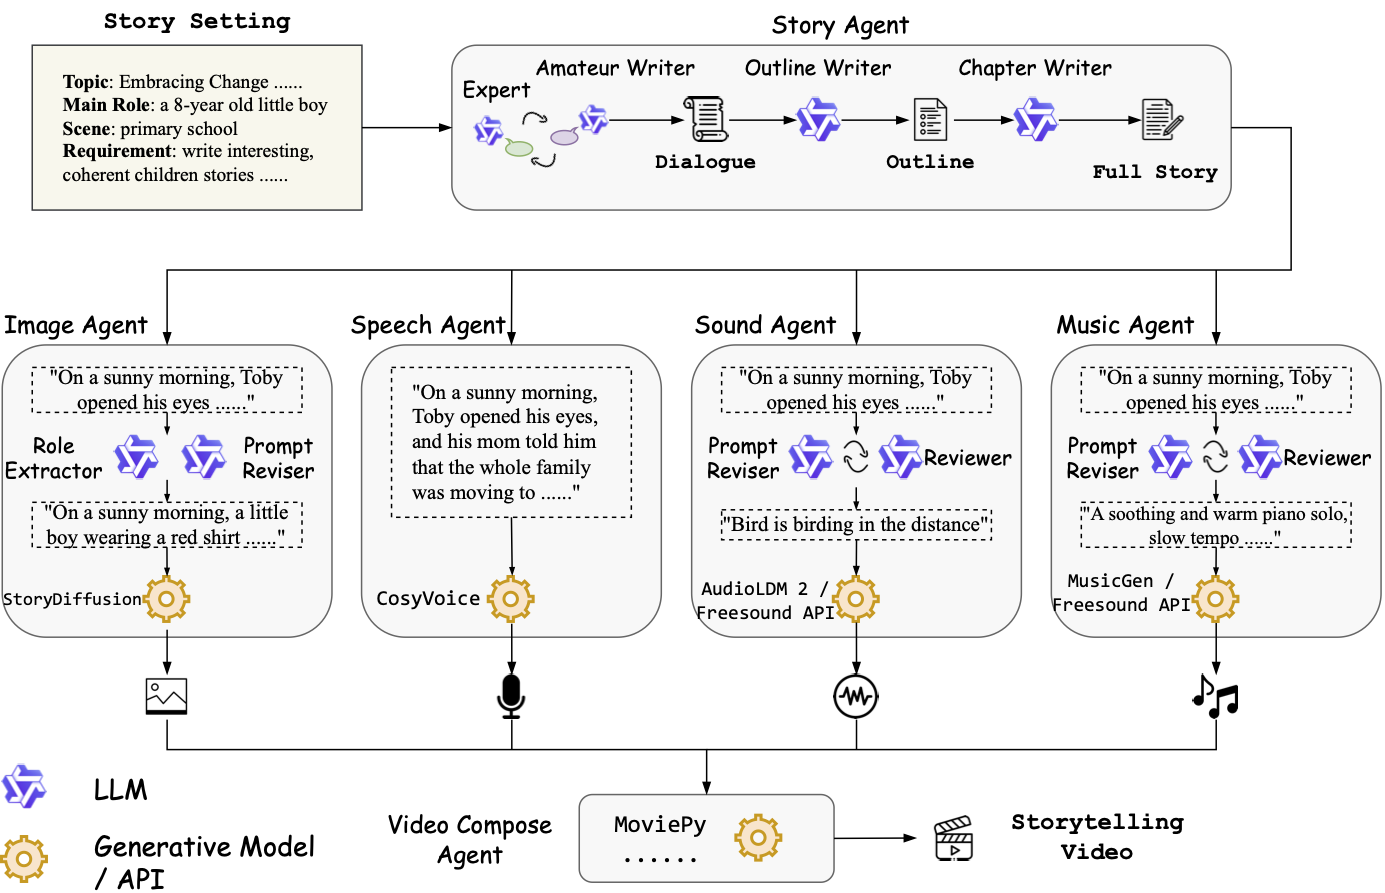 Story Setting
Topic: Embracing Change ......
Main Role: a 8-year old little boy
Scene: primary school
Requirement: write interesting,
coherent children stories ......
Story Agent
Expert
Amateur Writer
Outline Writer
Chapter Writer
Dialogue
Outline
Full Story
Image Agent
"On a sunny morning, Toby
opened his eyes ......"
Role
Extractor
Prompt
Reviser
"On a sunny morning, a little
boy wearing a red shirt ......"
StoryDiffusion
Speech Agent
"On a sunny morning,
Toby opened his eyes,
and his mom told him
that the whole family
was moving to ......"
CosyVoice
Sound Agent
"On a sunny morning, Toby
opened his eyes ......"
Prompt
Reviser
Reviewer
"Bird is birding in the distance"
AudioLDM 2 /
Freesound API
Music Agent
"On a sunny morning, Toby
opened his eyes ......"
Prompt
Reviser
Reviewer
"A soothing and warm piano solo,
slow tempo ......"
MusicGen /
Freesound API
LLM
Generative Model
/ API
Video Compose
Agent
MoviePy
......
Storytelling
Video